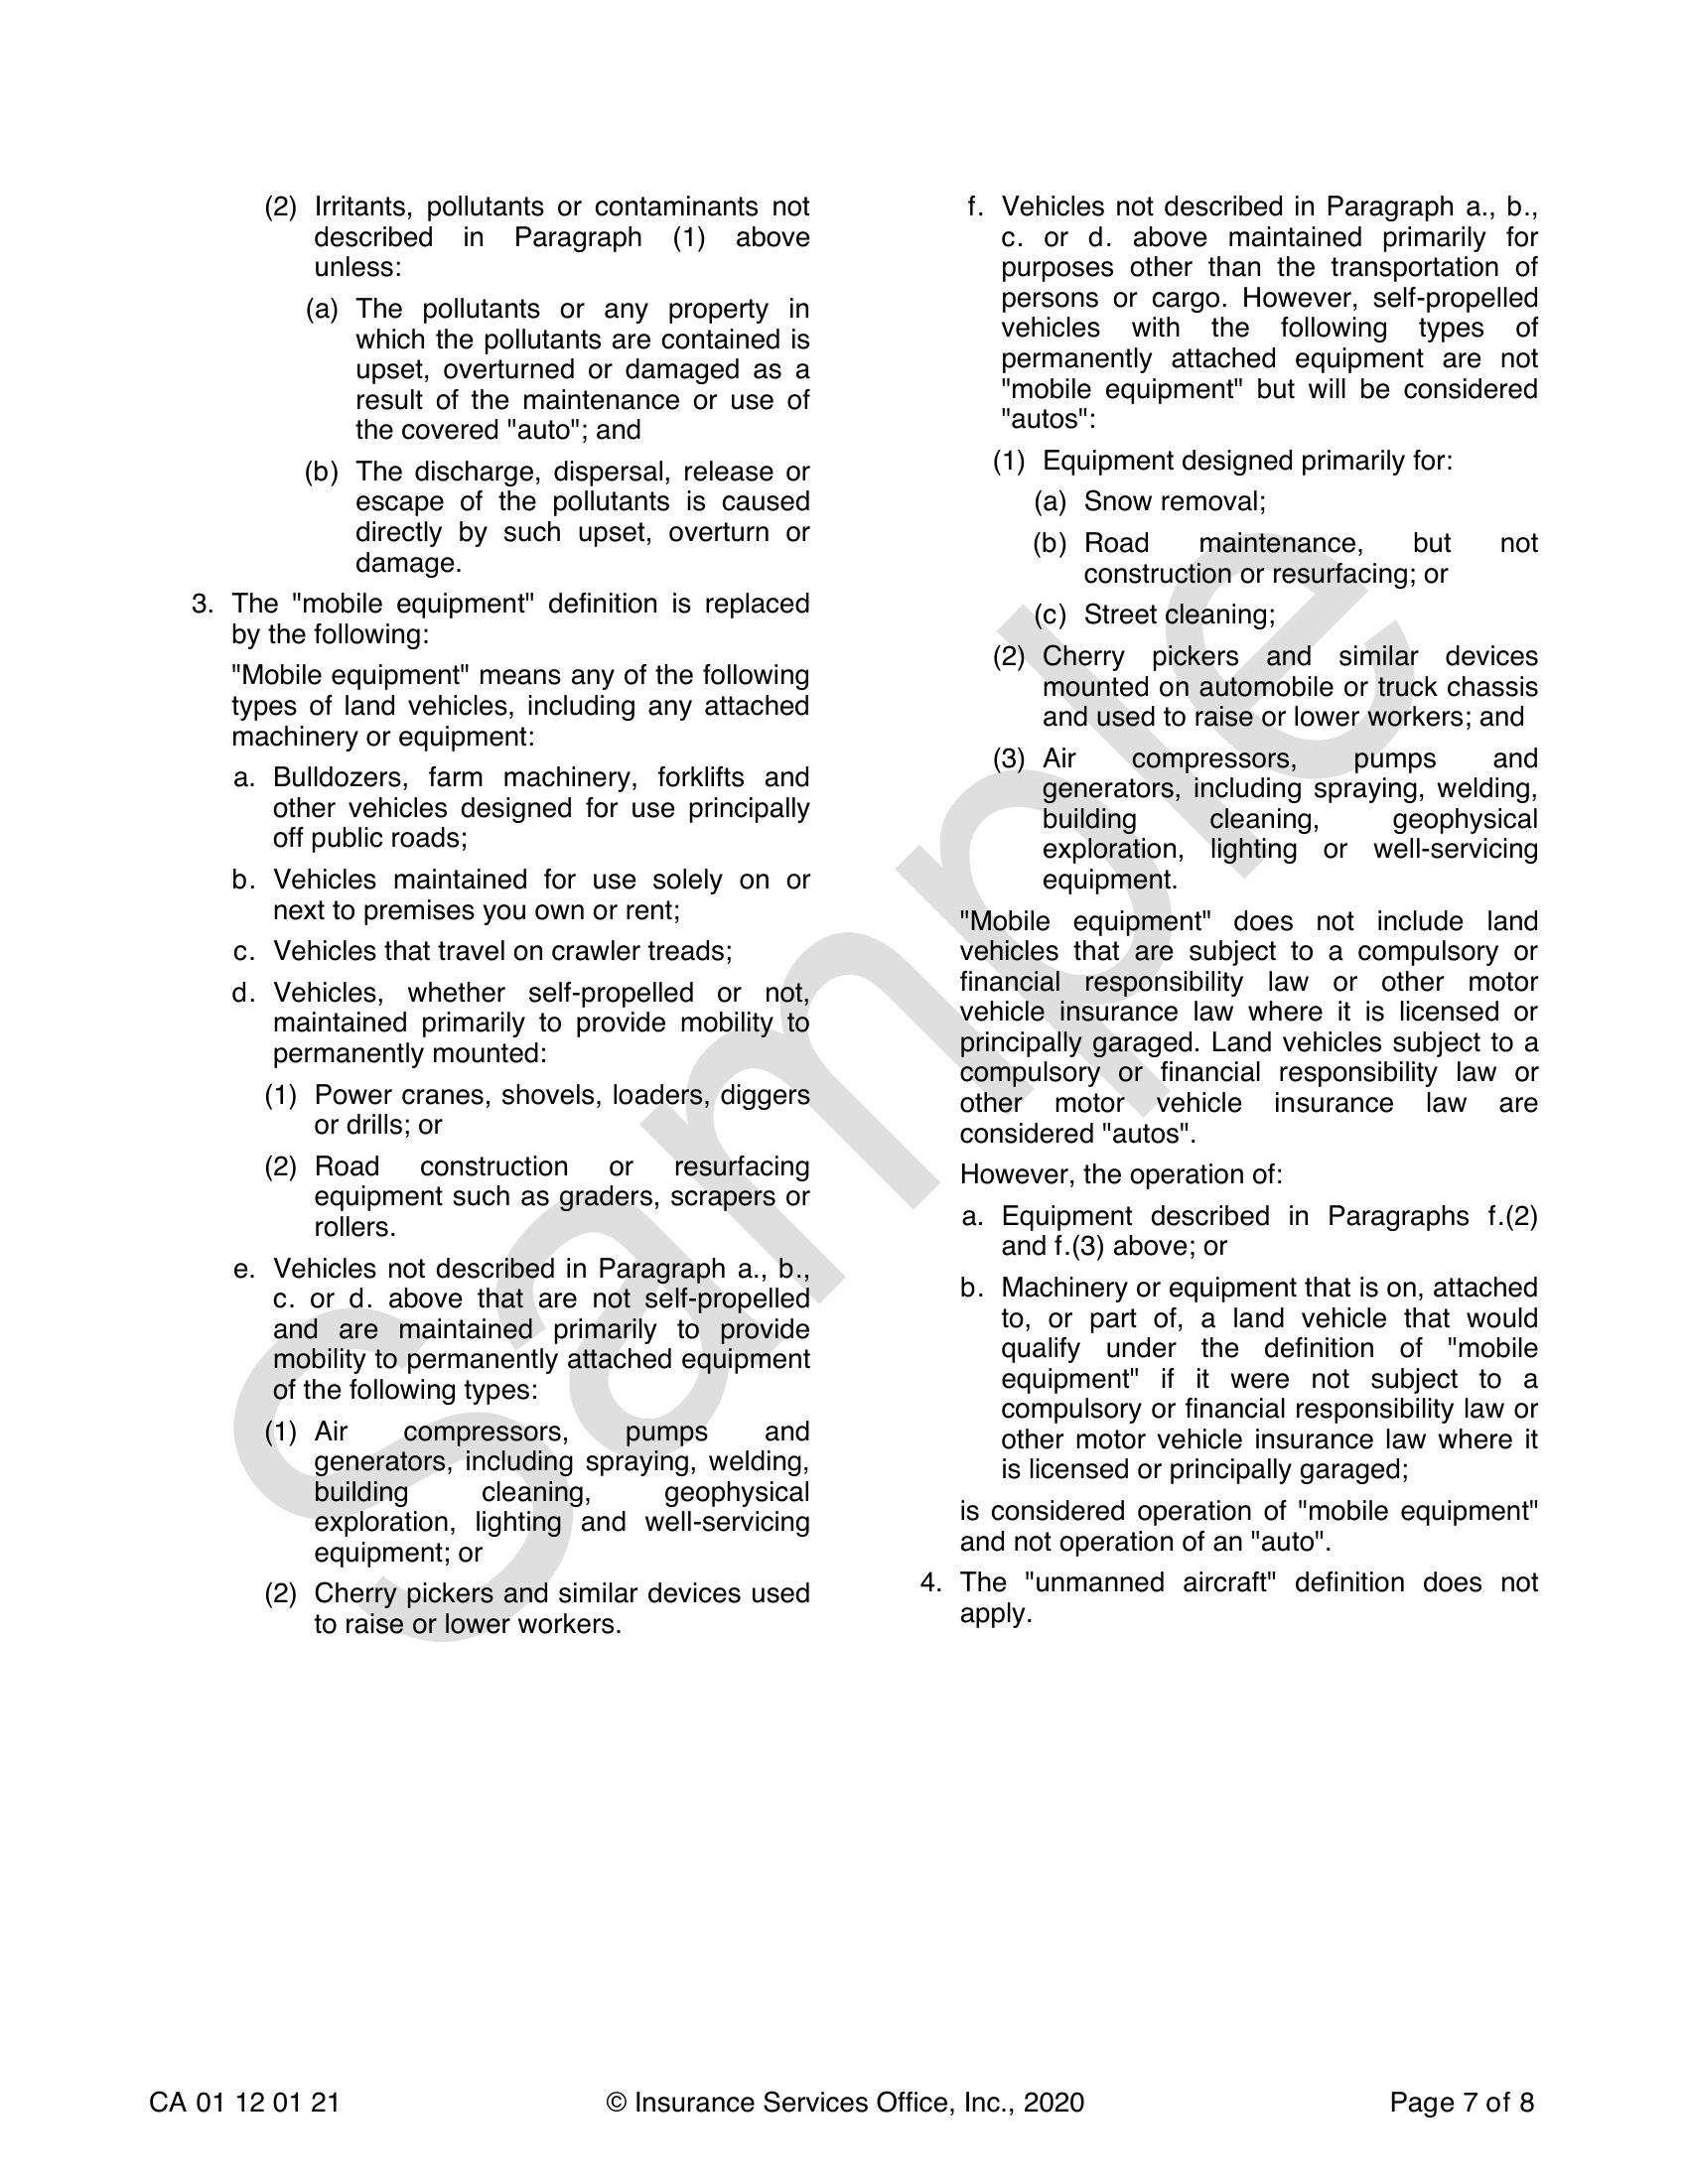 (2) Irritants, pollutants or contaminants not
described in Paragraph (1) above
unless:
(a) The pollutants or any property in
which the pollutants are contained is
upset, overturned or damaged as a
result of the maintenance or use of
the covered "auto"; and
(b) The discharge, dispersal, release or
escape of the pollutants is caused
directly by such upset, overturn or
damage.
3. The "mobile equipment" definition is replaced
by the following:
"Mobile equipment" means any of the following
types of land vehicles, including any attached
machinery or equipment:
a. Bulldozers, farm machinery, forklifts and
other vehicles designed for use principally
off public roads;
b. Vehicles maintained for use solely on or
next to premises you own or rent;
c. Vehicles that travel on crawler treads;
d. Vehicles, whether self-propelled or not,
maintained primarily to provide mobility to
permanently mounted:
(1) Power cranes, shovels, loaders, diggers
or drills; or
(2) Road construction or resurfacing
equipment such as graders, scrapers or
rollers.
e. Vehicles not described in Paragraph a., b.,
c. or d. above that are not self-propelled
and are maintained primarily to provide
mobility to permanently attached equipment
of the following types:
(1) Air compressors, pumps and
generators, including spraying, welding,
building cleaning, geophysical
exploration, lighting and well-servicing
equipment; or
(2) Cherry pickers and similar devices used
to raise or lower workers.
f. Vehicles not described in Paragraph a., b.,
c. or d. above maintained primarily for
purposes other than the transportation of
persons or cargo. However, self-propelled
vehicles with the following types of
permanently attached equipment are not
"mobile equipment" but will be considered
"autos":
(1) Equipment designed primarily for:
(a) Snow removal;
(b) Road maintenance, but not
construction or resurfacing; or
(c) Street cleaning;
(2) Cherry pickers and similar devices
mounted on automobile or truck chassis
and used to raise or lower workers; and
(3) Air compressors, pumps and
generators, including spraying, welding,
building cleaning, geophysical
exploration, lighting or well-servicing
equipment.
"Mobile equipment" does not include land
vehicles that are subject to a compulsory or
financial responsibility law or other motor
vehicle insurance law where it is licensed or
principally garaged. Land vehicles subject to a
compulsory or financial responsibility law or
other motor vehicle insurance law are
considered "autos".
However, the operation of:
a. Equipment described in Paragraphs f.(2)
and f.(3) above; or
b. Machinery or equipment that is on, attached
to, or part of, a land vehicle that would
qualify under the definition of "mobile
equipment" if it were not subject to a
compulsory or financial responsibility law or
other motor vehicle insurance law where it
is licensed or principally garaged;
is considered operation of "mobile equipment"
and not operation of an "auto".
4. The "unmanned aircraft" definition does not
apply.
Sample
CA 01 12 01 21 © Insurance Services Office, Inc., 2020 Page 7 of 8